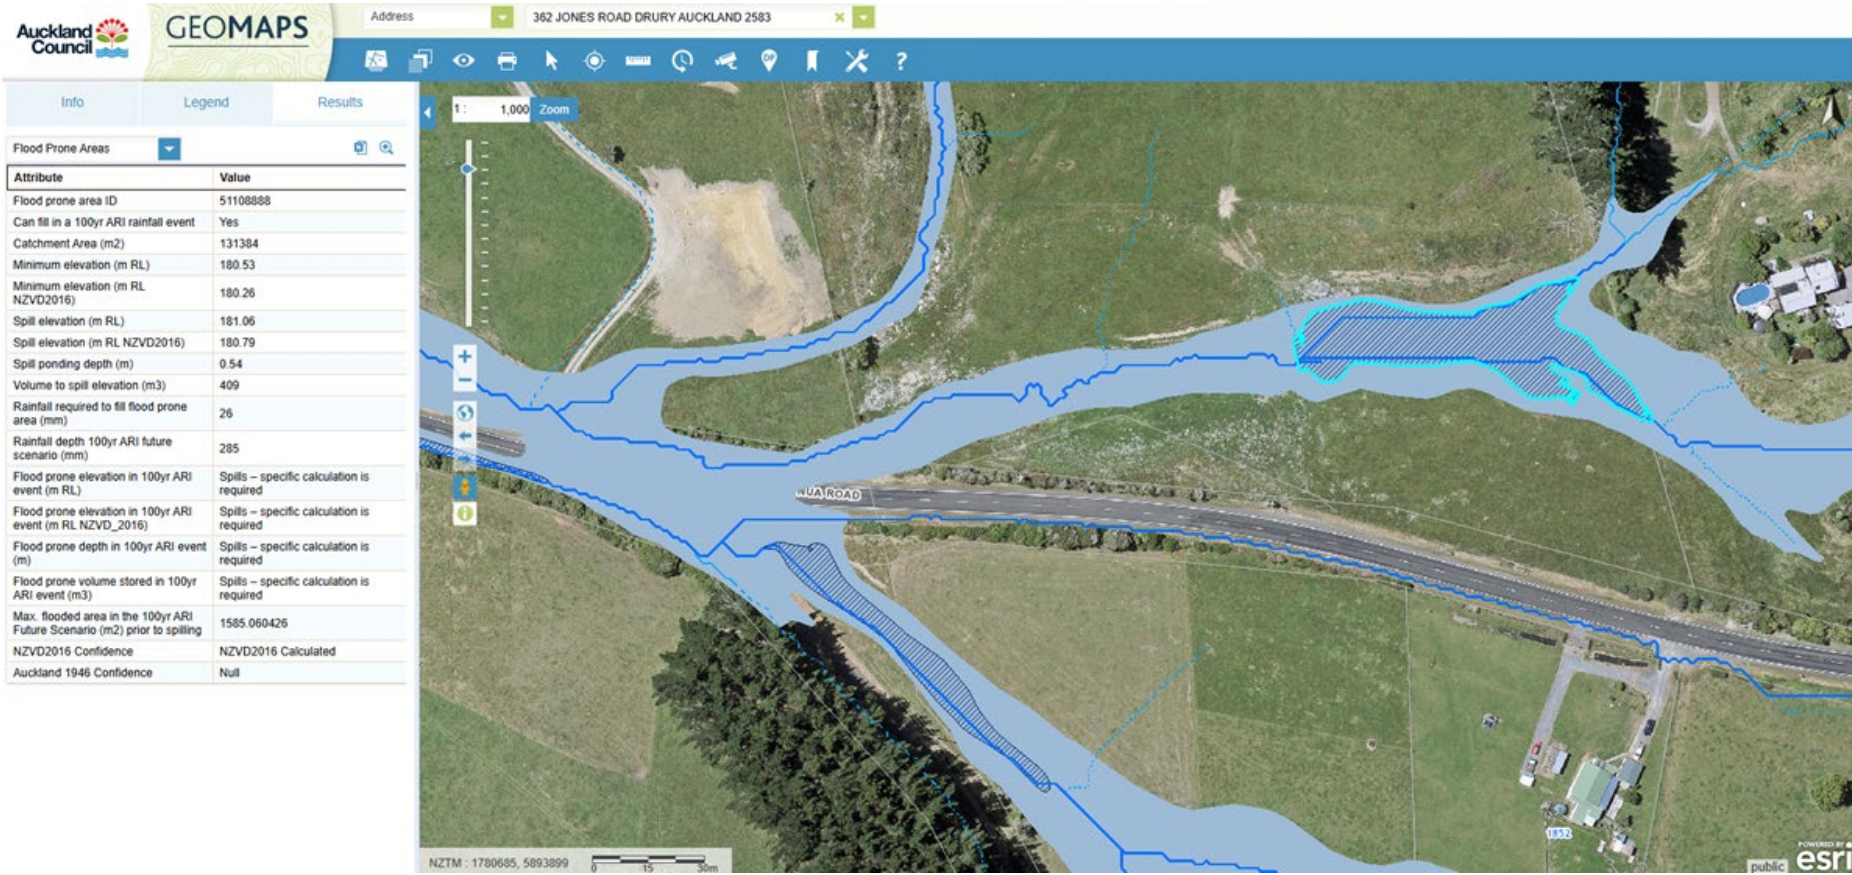 Auckland
Council
GEOMAPS
Address
362 JONES ROAD DRURY AUCKLAND 2583
DP
?
Info Legend Results
1 : 1,000 Zoom
Flood Prone Areas
Attribute Value
Flood prone area ID 51108888
Can fill in a 100yr ARI rainfall event Yes
Catchment Area (m2) 131384
Minimum elevation (m RL) 180.53
Minimum elevation (m RL
NZVD2016) 180.26
Spill elevation (m RL) 181.06
Spill elevation (m RL NZVD2016) 180.79
Spill ponding depth (m) 0.54
Volume to spill elevation (m3) 409
Rainfall required to fill flood prone
area (mm) 26
Rainfall depth 100yr ARI future
scenario (mm) 285
Flood prone elevation in 100yr ARI
event (m RL) Spills – specific calculation is
required
Flood prone elevation in 100yr ARI
event (m RL NZVD_2016) Spills – specific calculation is
required
Flood prone depth in 100yr ARI event
(m) Spills – specific calculation is
required
Flood prone volume stored in 100yr
ARI event (m3) Spills – specific calculation is
required
Max. flooded area in the 100yr ARI
Future Scenario (m2) prior to spilling 1585.060426
NZVD2016 Confidence NZVD2016 Calculated
Auckland 1946 Confidence Null
NUA ROAD
1852
NZTM : 1780685, 5893899
0 15 30m
POWERED BY
esri
public